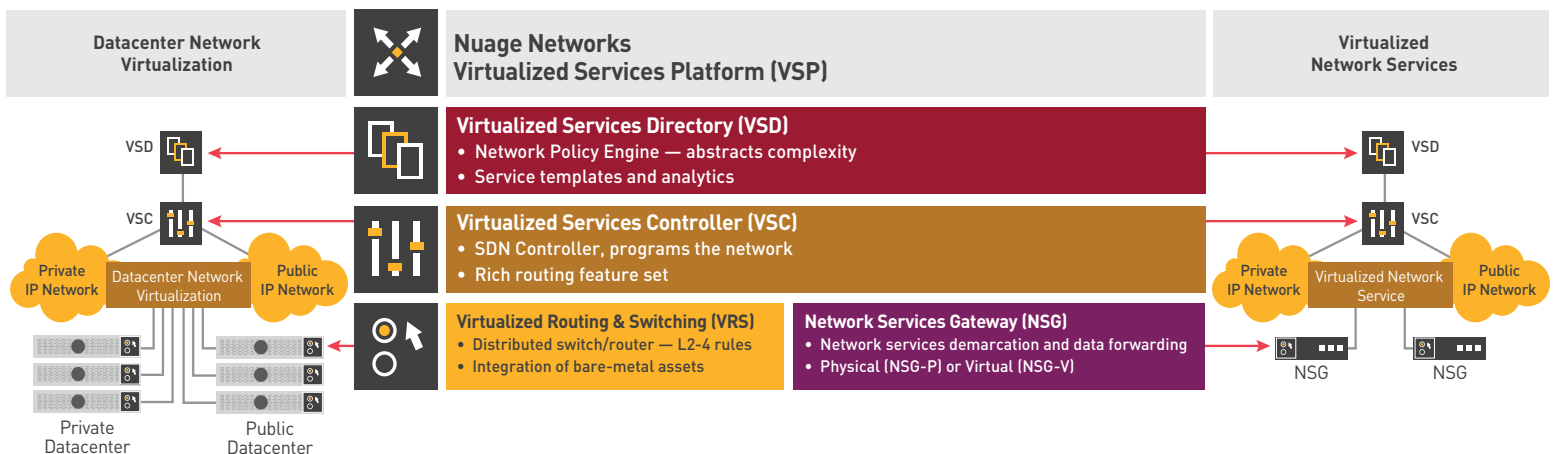 Datacenter Network
Virtualization
Nuage Networks
Virtualized Services Platform (VSP)
Virtualized
Network Services
VSD
VSC
Private
IP Network
Datacenter Network
Virtualization
Public
IP Network
Private
Datacenter
Public
Datacenter
Virtualized Services Directory (VSD)
• Network Policy Engine — abstracts complexity
• Service templates and analytics
Virtualized Services Controller (VSC)
• SDN Controller, programs the network
• Rich routing feature set
Virtualized Routing & Switching (VRS)
• Distributed switch/router — L2-4 rules
• Integration of bare-metal assets
Network Services Gateway (NSG)
• Network services demarcation and data forwarding
• Physical (NSG-P) or Virtual (NSG-V)
VSD
VSC
Private
IP Network
Virtualized Network
Service
Public
IP Network
NSG
NSG